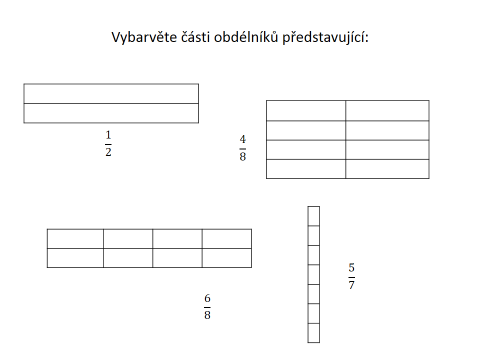 Vybarvěte části obdélníků představující:
1/2
4/8
6/8
5/7